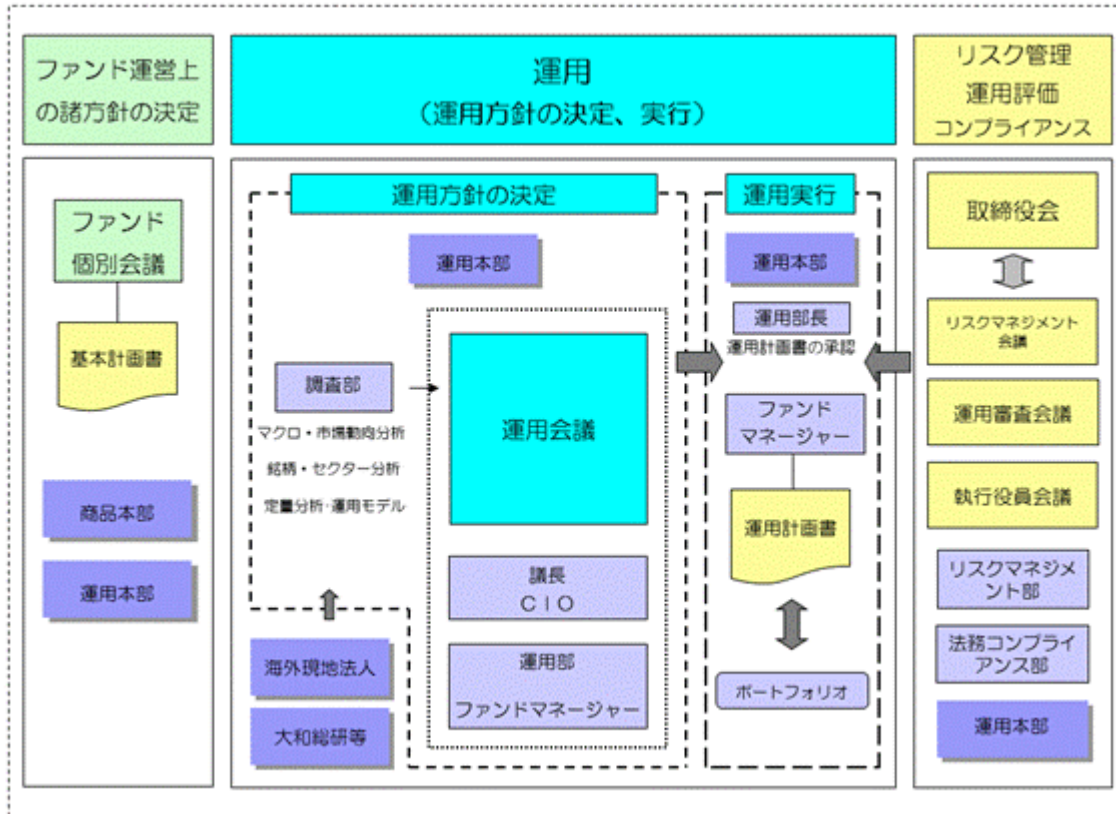 ファンド運営上
の諸方針の決定
運用
（運用方針の決定、実行）
リスク管理
運用評価
コンプライアンス
ファンド
個別会議
基本計画書
商品本部
運用本部
運用方針の決定
運用本部
調査部
マクロ・市場動向分析
銘柄・セクター分析
定量分析・運用モデル
海外現地法人
大和総研等
運用会議
議長
ＣＩＯ
運用部
ファンドマネージャー
運用実行
運用本部
運用部長
運用計画書の承認
ファンド
マネージャー
運用計画書
ポートフォリオ
取締役会
リスクマネジメント
会議
運用審査会議
執行役員会議
リスクマネジメ
ント部
法務コンプライ
アンス部
運用本部